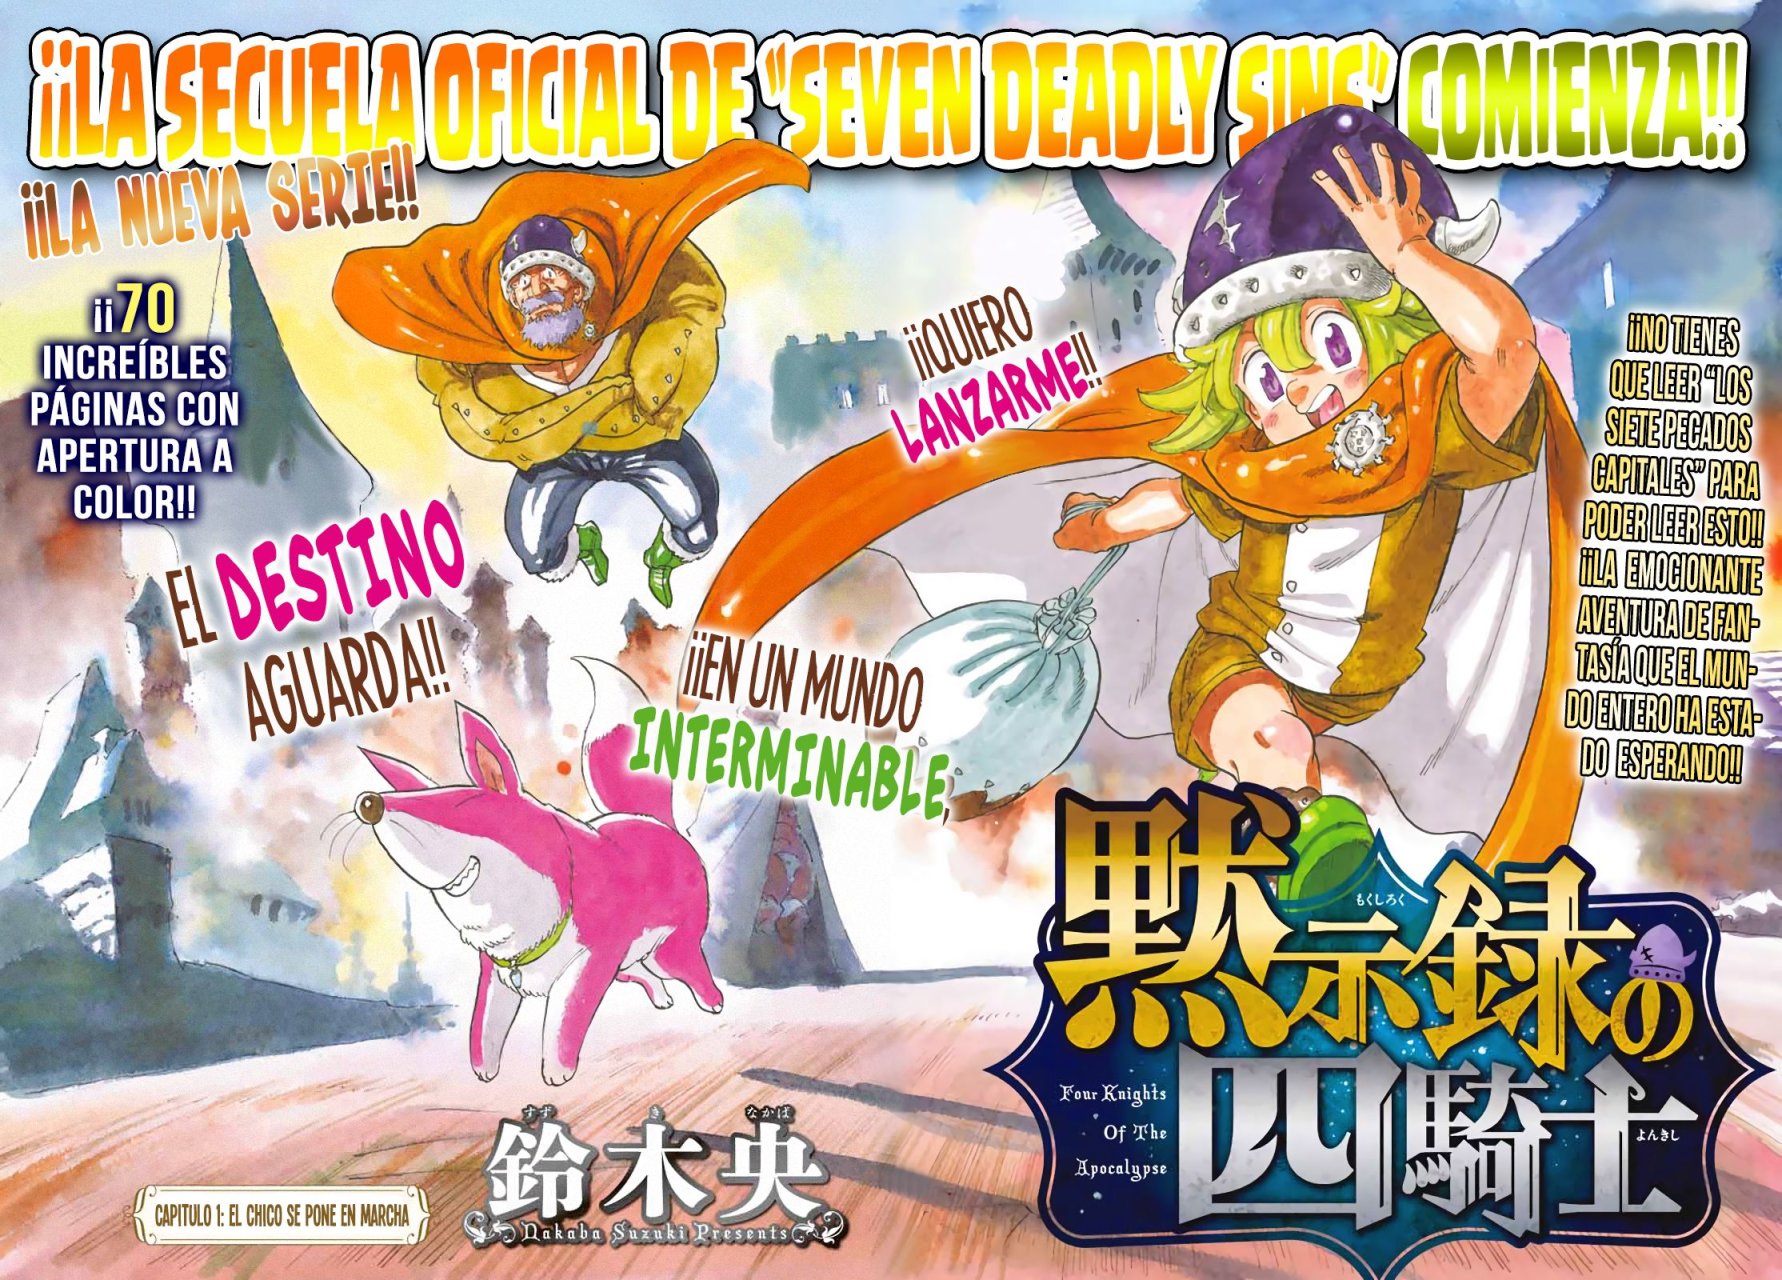 ¡¡LA SECUELA OFICIAL DE "SEVEN DEADLY SINS" COMIENZA!!
¡¡LA NUEVA SERIE!!
¡¡70
INCREÍBLES
PÁGINAS CON
APERTURA A
COLOR!!
¡¡QUIERO
LANZARME!!
¡¡NO TIENES
QUE LEER "LOS
SIETE PECADOS
CAPITALES" PARA
PODER LEER ESTO!!
¡¡LA EMOCIONANTE
AVENTURA DE FAN-
TASÍA QUE EL MUN-
DO ENTERO HA ESTA-
DO ESPERANDO!!
¡¡EN UN MUNDO
INTERMINABLE,
EL DESTINO
AGUARDA!!
もくしろく
黙示録の
Four Knights
Of The
Apocalypse
四騎士
よんきし
すず き なかば
鈴木央
Nakaba Suzuki Presents
CAPITULO 1: EL CHICO SE PONE EN MARCHA